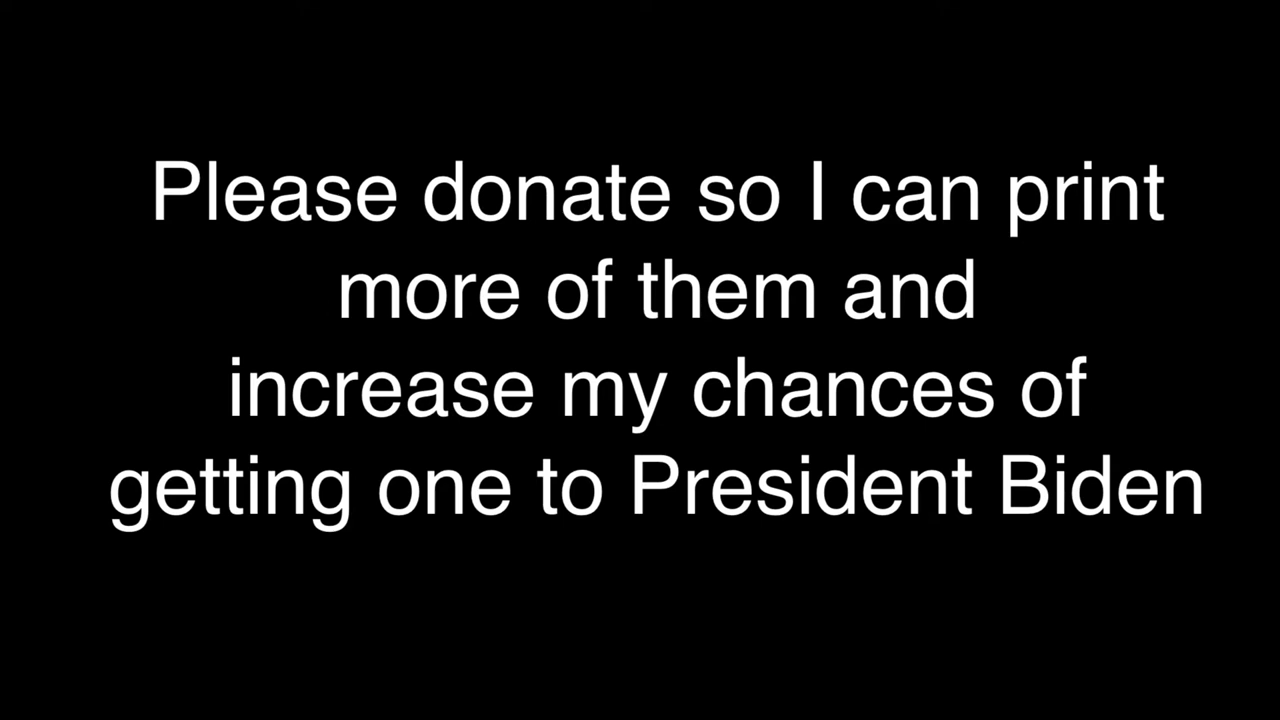 Please donate so I can print
more of them and
increase my chances of
getting one to President Biden